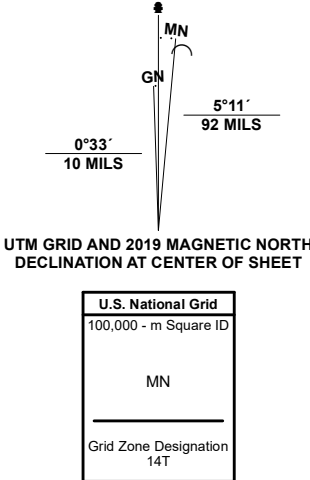 MN
GN
5°11´
92 MILS
0°33´
10 MILS
UTM GRID AND 2019 MAGNETIC NORTH
DECLINATION AT CENTER OF SHEET
U.S. National Grid
100,000 - m Square ID
MN
Grid Zone Designation
14T